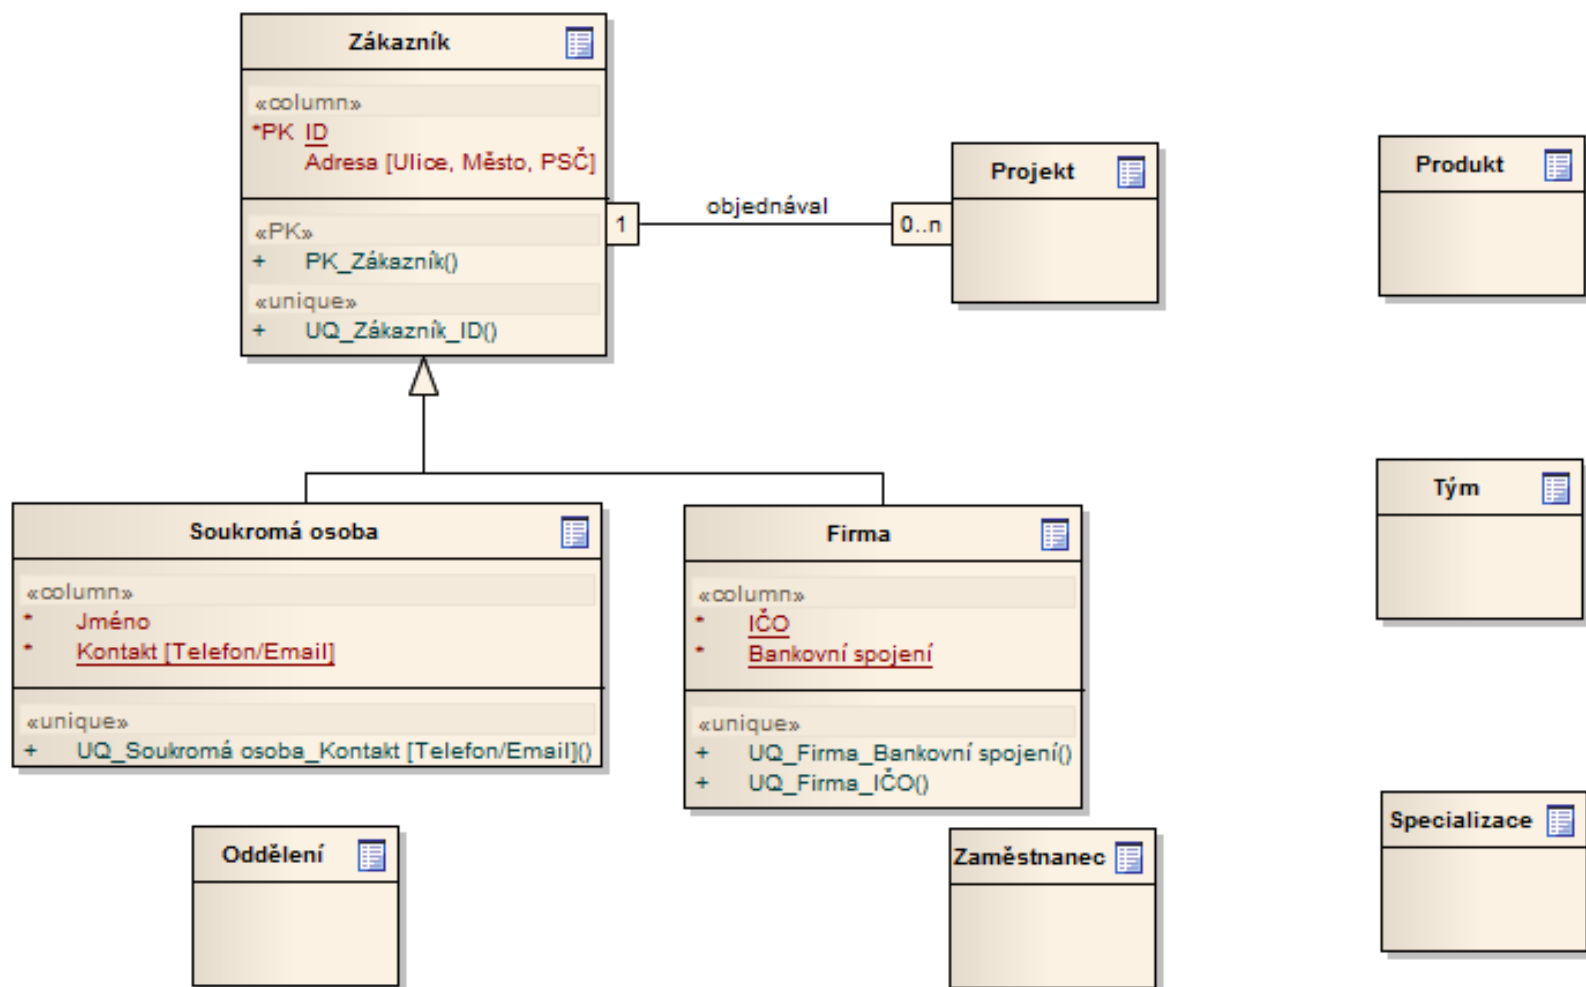 Zákazník
«column»
*PK ID
Adresa [Ulice, Město, PSČ]
«PK»
+ PK_Zákazník()
«unique»
+ UQ_Zákazník_ID()
1
objednával
0..n
Projekt
Produkt
Tým
Soukromá osoba
«column»
* Jméno
* Kontakt [Telefon/Email]
«unique»
+ UQ_Soukromá osoba_Kontakt [Telefon/Email]()
Firma
«column»
* IČO
* Bankovní spojení
«unique»
+ UQ_Firma_Bankovní spojení()
+ UQ_Firma_IČO()
Specializace
Oddělení
Zaměstnanec